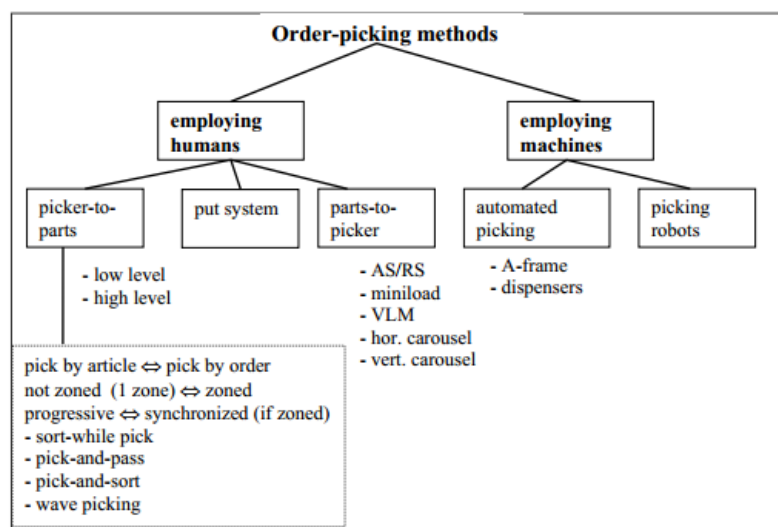 Order-picking methods
employing
humans
employing
machines
picker-to-
parts
put system
parts-to-
picker
automated
picking
picking
robots
- low level
- high level
- AS/RS
- miniload
- VLM
- hor. carousel
- vert. carousel
- A-frame
- dispensers
pick by article ⇔ pick by order
not zoned (1 zone) ⇔ zoned
progressive ⇔ synchronized (if zoned)
- sort-while pick
- pick-and-pass
- pick-and-sort
- wave picking